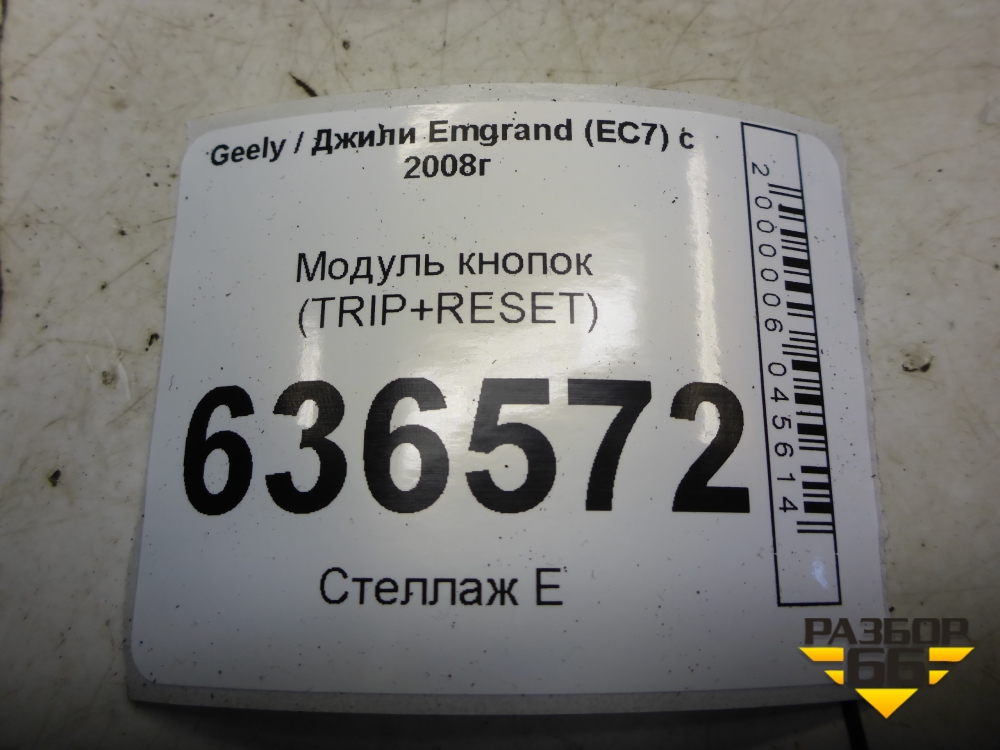 Geely / Джили Emgrand (EC7) с
2008г
Модуль кнопок
(TRIP+RESET)
636572
Стеллаж Е
2000006045614
РАЗБОР
66